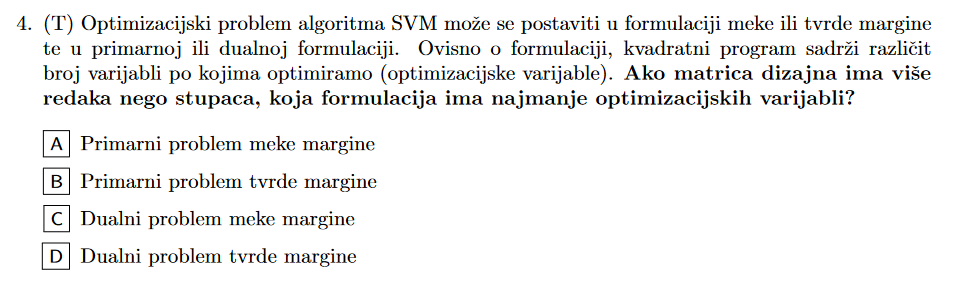 4. (T) Optimizacijski problem algoritma SVM može se postaviti u formulaciji meke ili tvrde margine
te u primarnoj ili dualnoj formulaciji. Ovisno o formulaciji, kvadratni program sadrži različit
broj varijabli po kojima optimiramo (optimizacijske varijable). Ako matrica dizajna ima više
redaka nego stupaca, koja formulacija ima najmanje optimizacijskih varijabli?
A Primarni problem meke margine
B Primarni problem tvrde margine
C Dualni problem meke margine
D Dualni problem tvrde margine